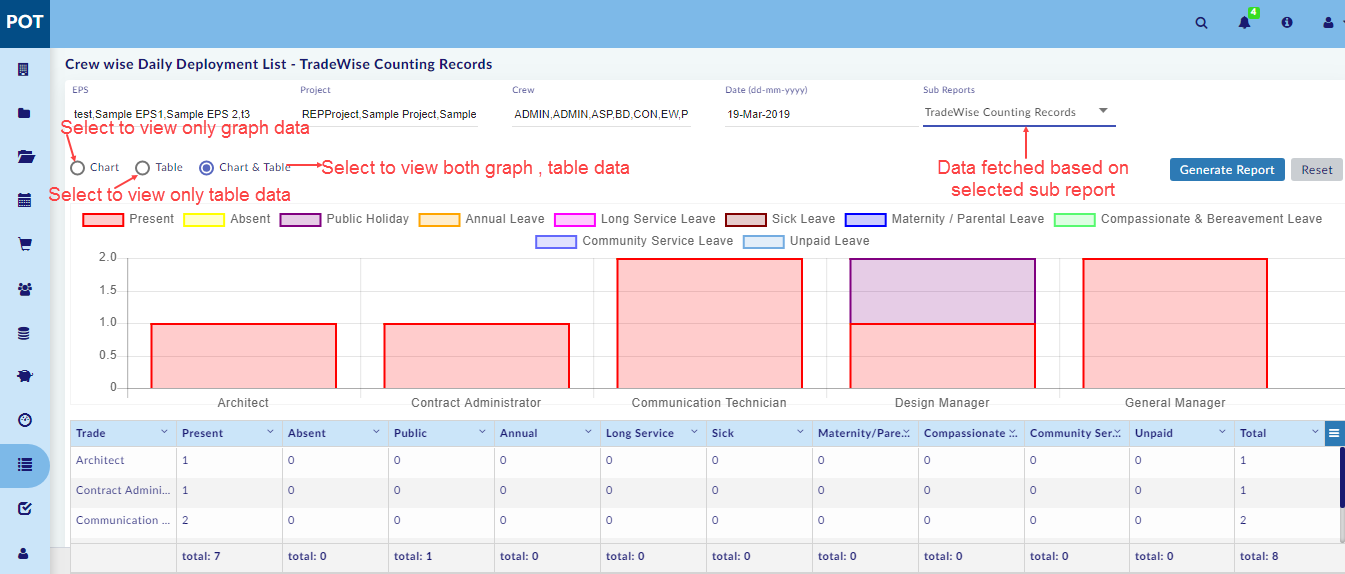 POT
4
Crew wise Daily Deployment List - TradeWise Counting Records
EPS Project Crew Date (dd-mm-yyyy) Sub Reports
test,Sample EPS1,Sample EPS 2,t3 REPProject,Sample Project,Sample ADMIN,ADMIN,ASP,BD,CON,EW,P 19-Mar-2019 TradeWise Counting Records
Select to view only graph data
Chart Table Chart & Table Select to view both graph , table data Data fetched based on
selected sub report
Generate Report Reset
Select to view only table data
Present Absent Public Holiday Annual Leave Long Service Leave Sick Leave Maternity / Parental Leave Compassionate & Bereavement Leave
Community Service Leave Unpaid Leave
2.0
1.5
1.0
0.5
0
Architect Contract Administrator Communication Technician Design Manager General Manager
Trade Present Absent Public Annual Long Service Sick Maternity/Pare... Compassionate ... Community Ser... Unpaid Total
Architect 1 0 0 0 0 0 0 0 0 0 1
Contract Admini... 1 0 0 0 0 0 0 0 0 0 1
Communication ... 2 0 0 0 0 0 0 0 0 0 2
total: 7 total: 0 total: 1 total: 0 total: 0 total: 0 total: 0 total: 0 total: 0 total: 0 total: 8